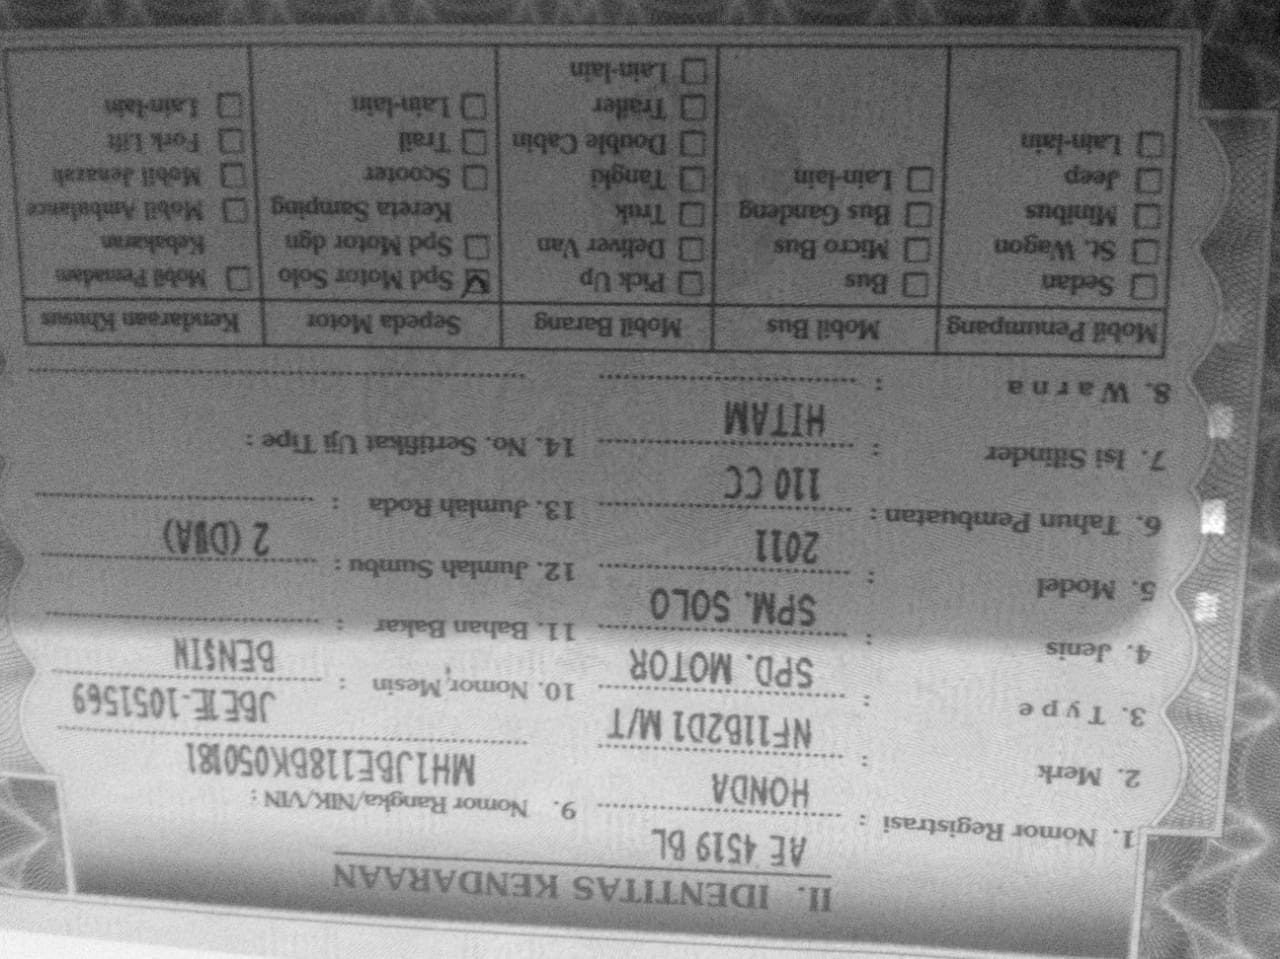 II. IDENTITAS KENDARAAN
1. Nomor Registrasi : AE 4519 BL
2. Merk : HONDA
3. Type : NF11B2D1 M/T
4. Jenis : SPD. MOTOR
5. Model : SPM. SOLO
6. Tahun Pembuatan : 2011
7. Isi Silinder : 110 CC
8. Warna : HITAM
9. Nomor Rangka/NIK/VIN :
MH1JBE118BK050181
10. Nomor Mesin : JBE1E-1051569
11. Bahan Bakar : BENSIN
12. Jumlah Sumbu :
13. Jumlah Roda : 2 (DUA)
14. No. Sertifikat Uji Tipe :
Mobil Penumpang
Sedan
St. Wagon
Minibus
Jeep
Lain-lain
Mobil Bus
Bus
Micro Bus
Bus Gandeng
Lain-lain
Mobil Barang
Pick Up
Deliver Van
Truk
Tangki
Double Cabin
Trailer
Lain-lain
Sepeda Motor
Spd Motor Solo
Spd Motor dgn
Kereta Samping
Scooter
Trail
Lain-lain
Kendaraan Khusus
Mobil Pemadam
Kebakaran
Mobil Ambulance
Mobil Jenazah
Fork Lift
Lain-lain